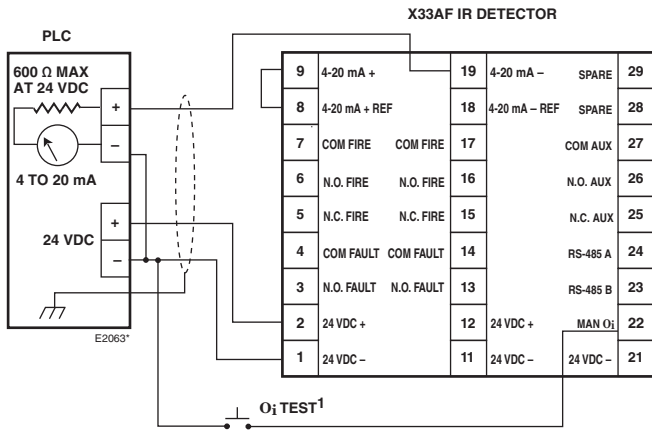 X33AF IR DETECTOR
PLC
600 Ω MAX
AT 24 VDC
+
–
4 TO 20 mA
24 VDC
+
–
E2063*
9 4-20 mA + 19 4-20 mA – SPARE 29
8 4-20 mA + REF 18 4-20 mA – REF SPARE 28
7 COM FIRE COM FIRE 17 COM AUX 27
6 N.O. FIRE N.O. FIRE 16 N.O. AUX 26
5 N.C. FIRE N.C. FIRE 15 N.C. AUX 25
4 COM FAULT COM FAULT 14 RS-485 A 24
3 N.O. FAULT N.O. FAULT 13 RS-485 B 23
2 24 VDC + 12 24 VDC + MAN Oi 22
1 24 VDC – 11 24 VDC – 24 VDC – 21
Oi TEST1